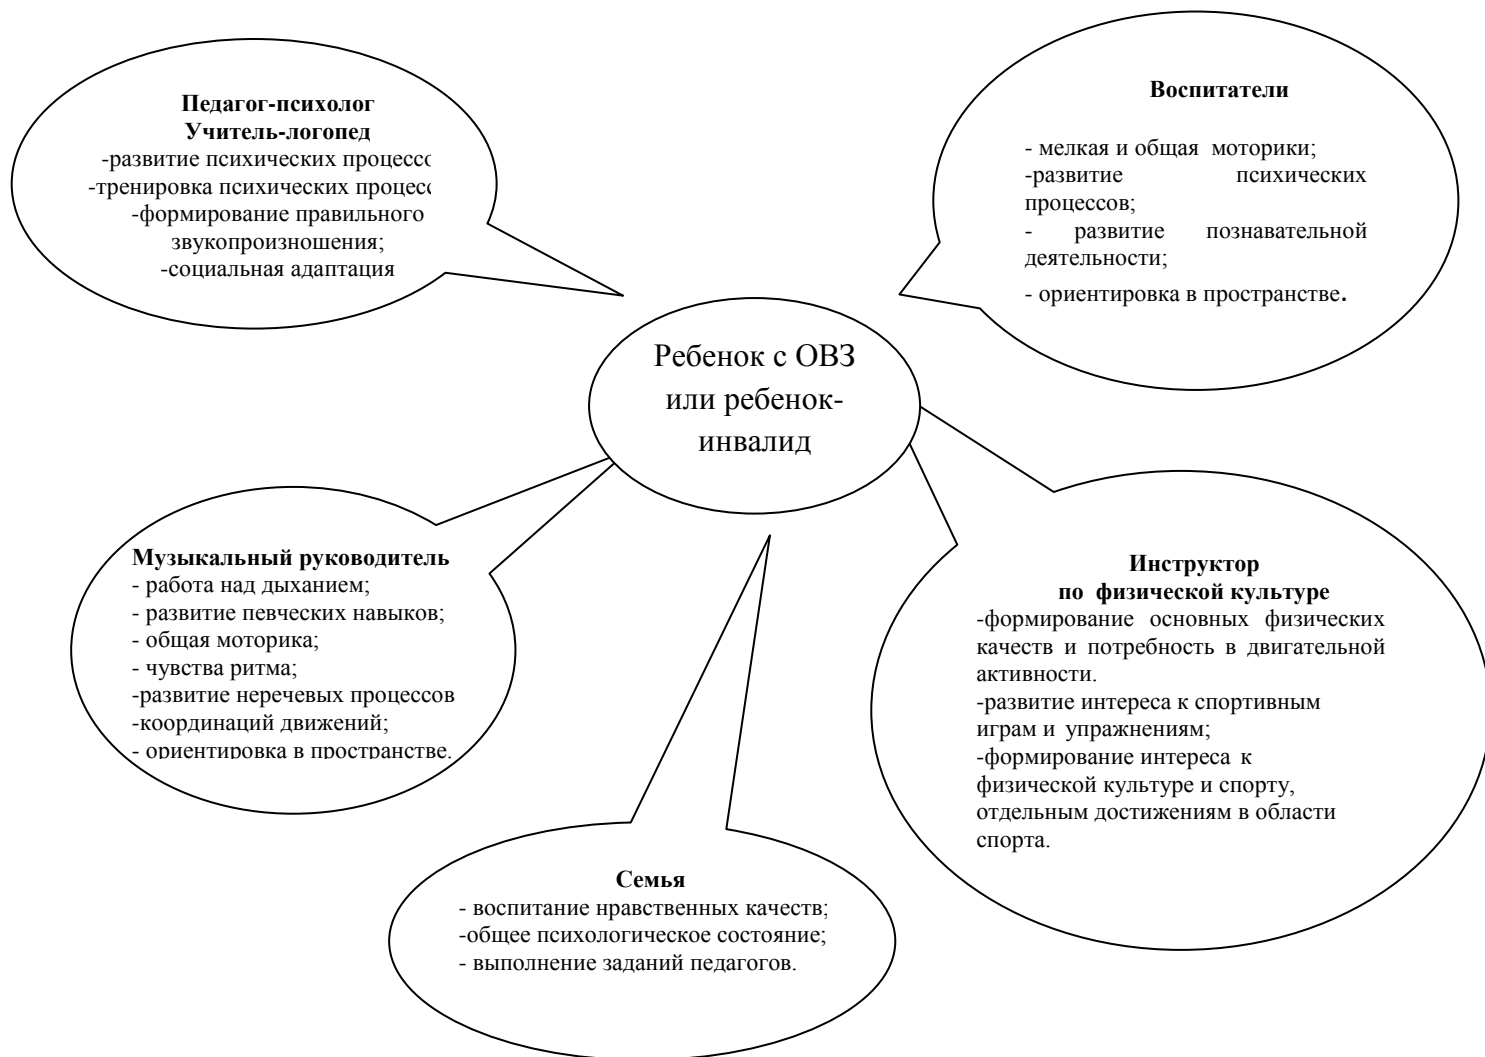 Педагог-психолог
Учитель-логопед
-развитие психических процессо
-тренировка психических процесс
-формирование правильного
звукопроизношения;
-социальная адаптация
Воспитатели
- мелкая и общая моторики;
-развитие психических
процессов;
- развитие познавательной
деятельности;
- ориентировка в пространстве.
Ребенок с ОВЗ
или ребенок-
инвалид
Музыкальный руководитель
- работа над дыханием;
- развитие певческих навыков;
- общая моторика;
- чувства ритма;
-развитие неречевых процессов
-координаций движений;
- ориентировка в пространстве.
Инструктор
по физической культуре
-формирование основных физических
качеств и потребность в двигательной
активности.
-развитие интереса к спортивным
играм и упражнениям;
-формирование интереса к
физической культуре и спорту,
отдельным достижениям в области
спорта.
Семья
- воспитание нравственных качеств;
-общее психологическое состояние;
- выполнение заданий педагогов.